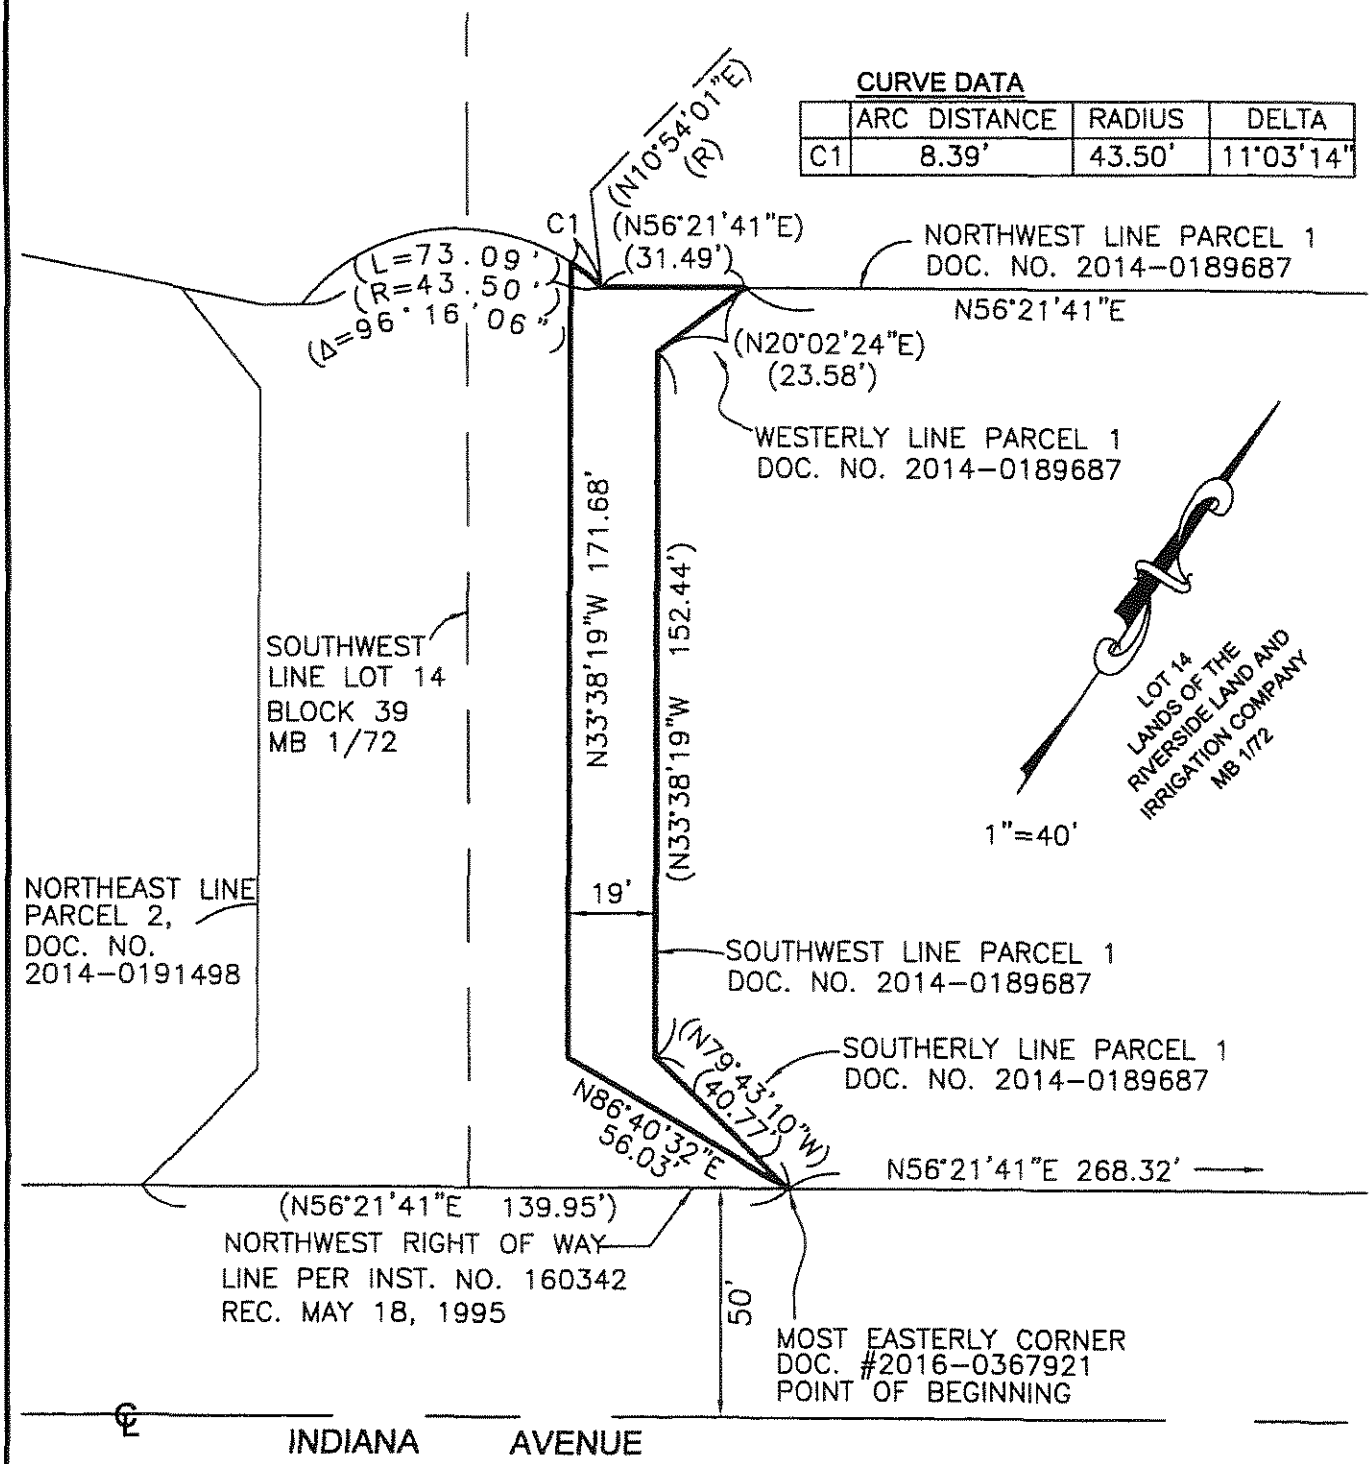 CURVE DATA
ARC DISTANCE RADIUS DELTA
C1 8.39' 43.50' 11°03'14"
(N10°54'01"E)
(R)
C1
(N56°21'41"E)
(31.49')
NORTHWEST LINE PARCEL 1
DOC. NO. 2014-0189687
N56°21'41"E
(L=73.09')
(R=43.50')
(Δ=96°16'06")
(N20°02'24"E)
(23.58')
WESTERLY LINE PARCEL 1
DOC. NO. 2014-0189687
N33°38'19"W 171.68'
(N33°38'19"W 152.44')
SOUTHWEST
LINE LOT 14
BLOCK 39
MB 1/72
LOT 14
LANDS OF THE
RIVERSIDE LAND AND
IRRIGATION COMPANY
MB 1/72
1"=40'
NORTHEAST LINE
PARCEL 2,
DOC. NO.
2014-0191498
19'
SOUTHWEST LINE PARCEL 1
DOC. NO. 2014-0189687
(N79°43'10"W)
(40.77')
SOUTHERLY LINE PARCEL 1
DOC. NO. 2014-0189687
N86°40'32"E
56.03'
N56°21'41"E 268.32'
(N56°21'41"E 139.95')
NORTHWEST RIGHT OF WAY
LINE PER INST. NO. 160342
REC. MAY 18, 1995
50'
MOST EASTERLY CORNER
DOC. #2016-0367921
POINT OF BEGINNING
℄
INDIANA AVENUE